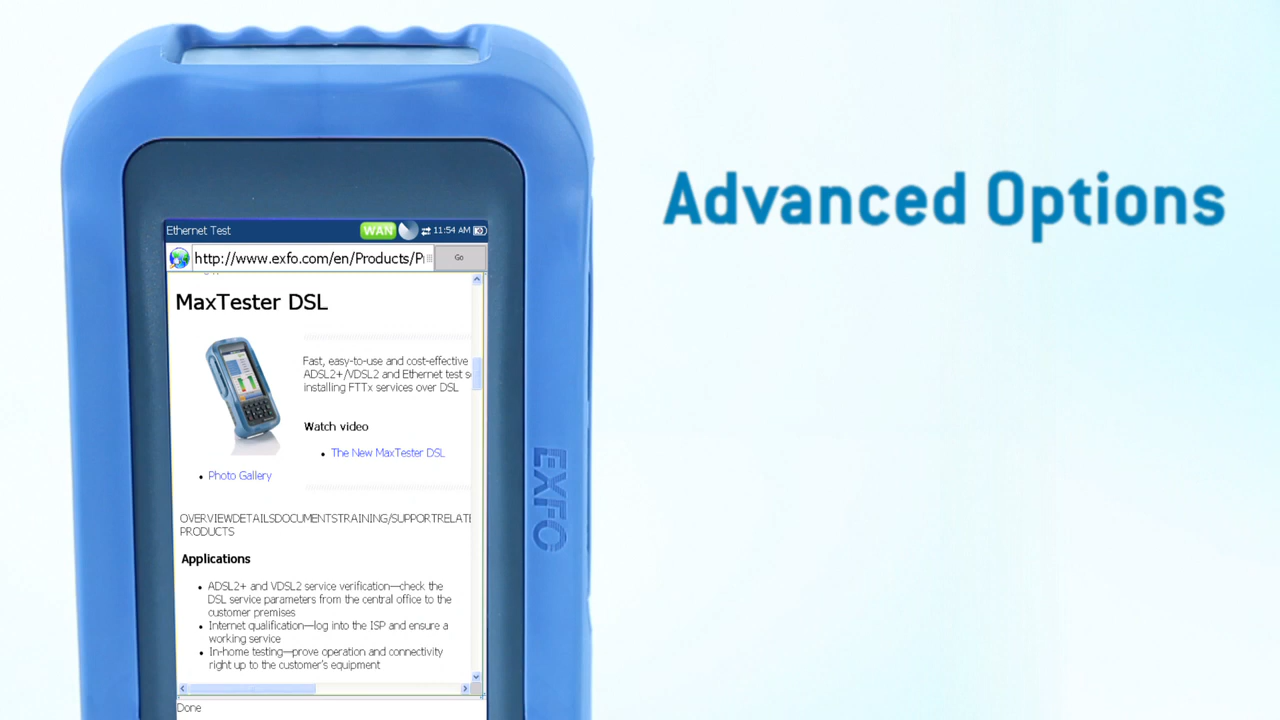 Advanced Options
Ethernet Test
WAN
11:54 AM
http://www.exfo.com/en/Products/P
Go
MaxTester DSL
Fast, easy-to-use and cost-effective
ADSL2+/VDSL2 and Ethernet test s
installing FTTx services over DSL
Watch video
• The New MaxTester DSL
• Photo Gallery
OVERVIEWDETAILSDOCUMENTSTRAINING/SUPPORTRELATE
PRODUCTS
Applications
• ADSL2+ and VDSL2 service verification—check the
DSL service parameters from the central office to the
customer premises
• Internet qualification—log into the ISP and ensure a
working service
• In-home testing—prove operation and connectivity
right up to the customer's equipment
Done
EXFO